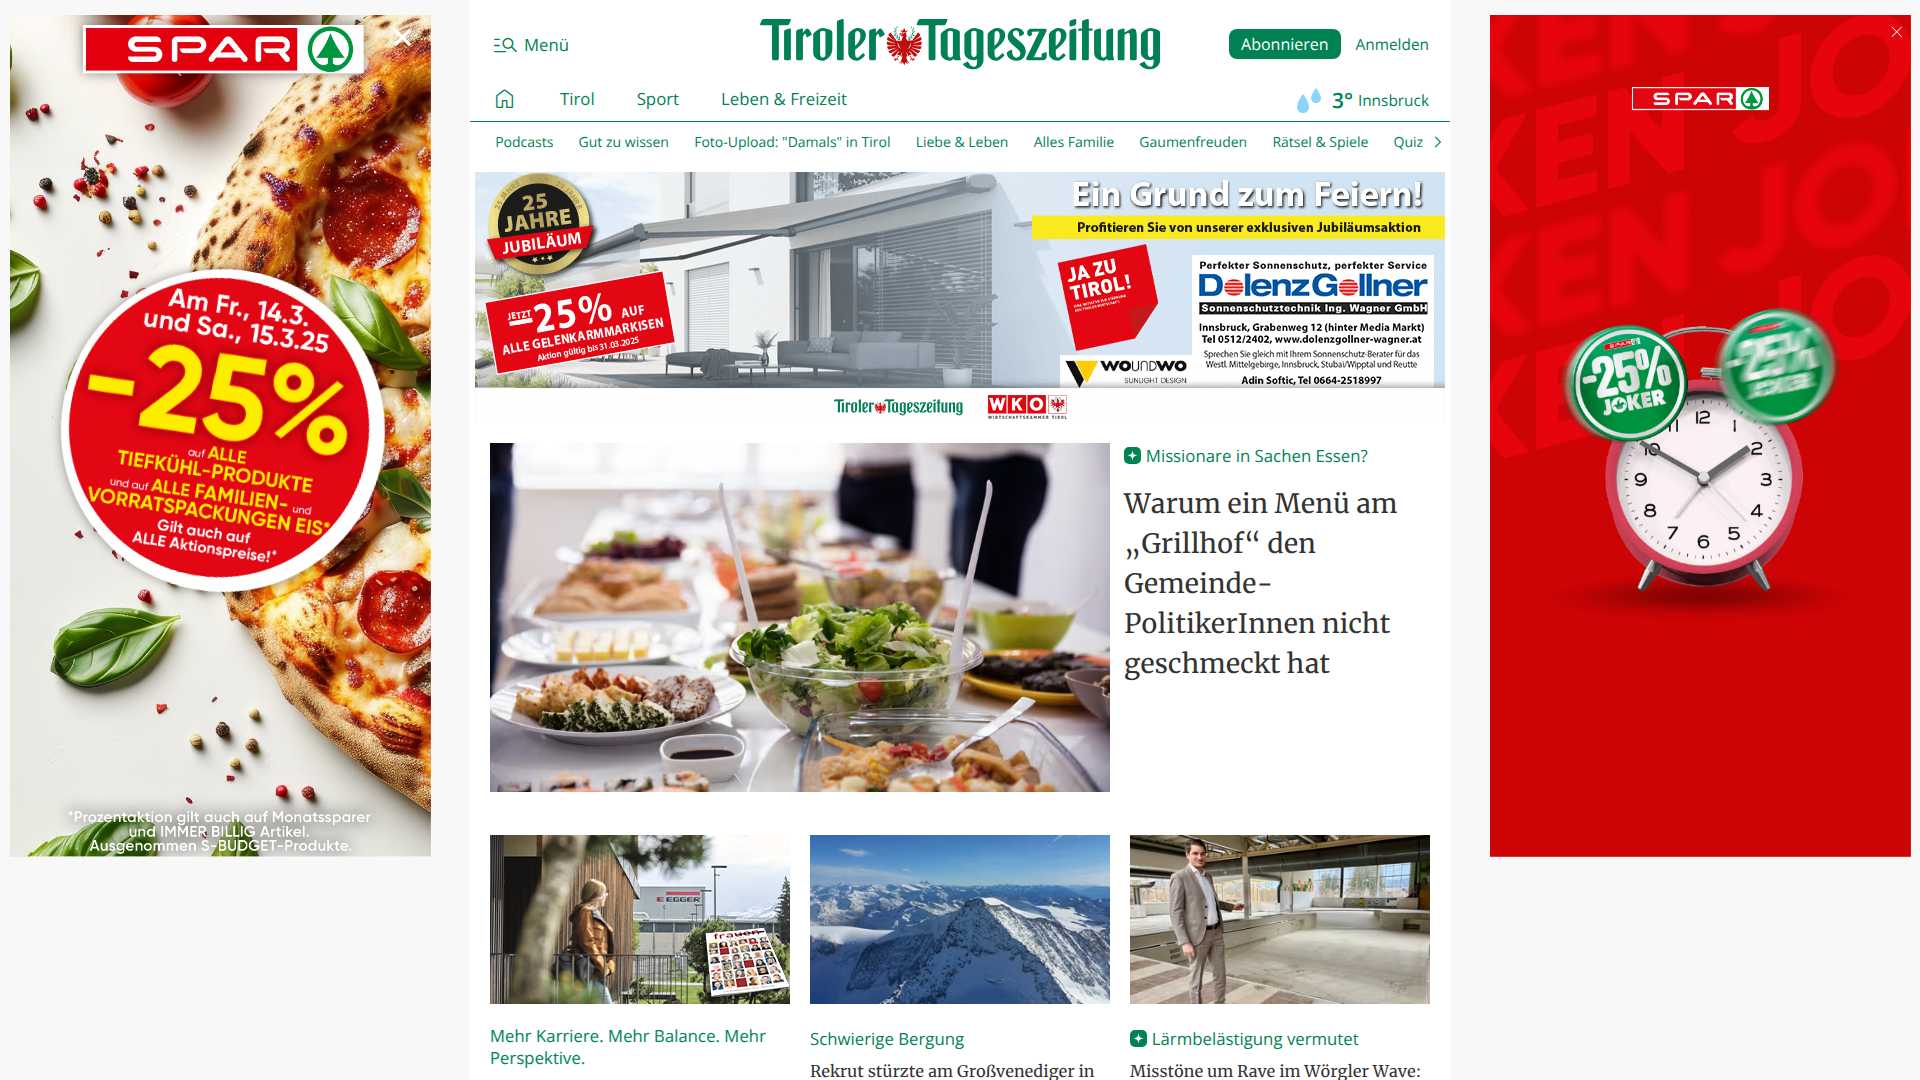 SPAR
Am Fr., 14.3.
und Sa., 15.3.25
-25%
auf ALLE
TIEFKÜHL-PRODUKTE
und auf ALLE FAMILIEN- und
VORRATSPACKUNGEN EIS*
Gilt auch auf
ALLE Aktionspreise!*
*Prozentaktion gilt auch auf Monatssparer
und IMMER BILLIG Artikel.
Ausgenommen S-BUDGET-Produkte.
Menü
Tiroler Tageszeitung
Abonnieren
Anmelden
Tirol
Sport
Leben & Freizeit
3° Innsbruck
Podcasts
Gut zu wissen
Foto-Upload: "Damals" in Tirol
Liebe & Leben
Alles Familie
Gaumenfreuden
Rätsel & Spiele
Quiz
25
JAHRE
JUBILÄUM
JETZT
-25% AUF
ALLE GELENKARMMARKISEN
Aktion gültig bis 31.03.2025
Ein Grund zum Feiern!
Profitieren Sie von unserer exklusiven Jubiläumsaktion
JA ZU
TIROL!
WOUNDWO
SUNLIGHT DESIGN
Perfekter Sonnenschutz, perfekter Service
Dolenz Gollner
Sonnenschutztechnik Ing. Wagner GmbH
Innsbruck, Grabenweg 12 (hinter Media Markt)
Tel 0512/2402, www.dolenzgollner-wagner.at
Sprechen Sie gleich mit Ihrem Sonnenschutz-Berater für das
Westl. Mittelgebirge, Innsbruck, Stubai/Wipptal und Reutte
Adin Softic, Tel 0664-2518997
Tiroler Tageszeitung
WKO
WIRTSCHAFTSKAMMER TIROL
Missionare in Sachen Essen?
Warum ein Menü am
„Grillhof“ den
Gemeinde-
PolitikerInnen nicht
geschmeckt hat
EGGER
frauen
Mehr Karriere. Mehr Balance. Mehr
Perspektive.
Schwierige Bergung
Rekrut stürzte am Großvenediger in
Lärmbelästigung vermutet
Misstöne um Rave im Wörgler Wave:
SPAR
KEN JO
-25%
JOKER
-25%
JOKER
12
1
2
3
4
5
6
7
8
9
10
11